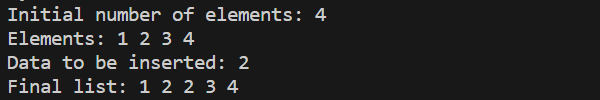 Initial number of elements: 4
Elements: 1 2 3 4
Data to be inserted: 2
Final list: 1 2 2 3 4